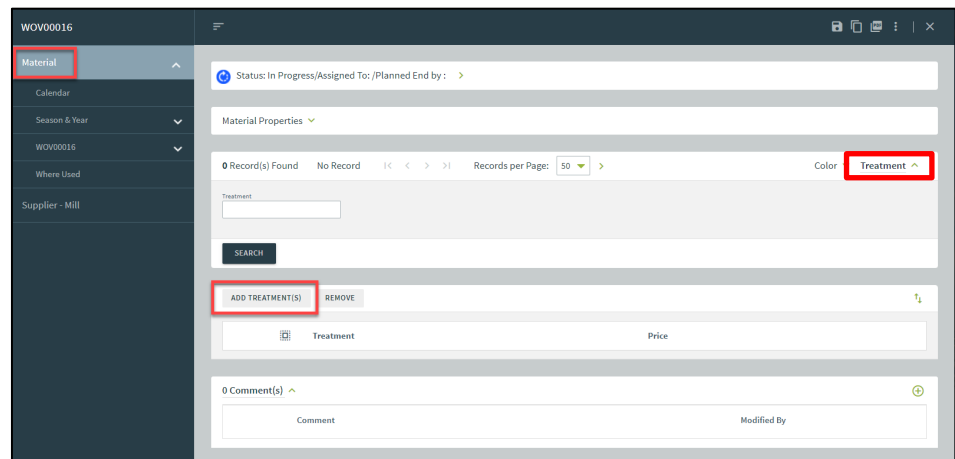 WOV00016
Material
Calendar
Season & Year
WOV00016
Where Used
Supplier - Mill
Status: In Progress/Assigned To: /Planned End by :
Material Properties
0 Record(s) Found No Record Records per Page: 50 Color Treatment
Treatment
SEARCH
ADD TREATMENT(S) REMOVE
Treatment Price
0 Comment(s)
Comment Modified By